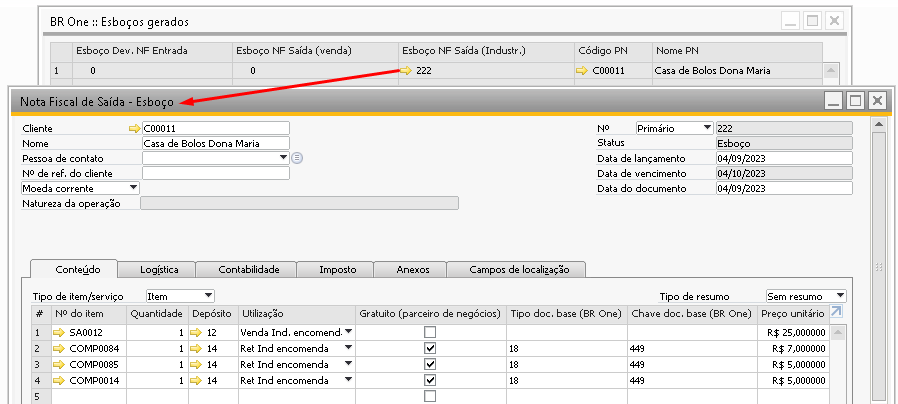 BR One :: Esboços gerados
Esboço Dev. NF Entrada Esboço NF Saída (venda) Esboço NF Saída (Industr.) Código PN Nome PN
1 0 0 222 C00011 Casa de Bolos Dona Maria
Nota Fiscal de Saída - Esboço
Cliente C00011 Nº Primário 222
Nome Casa de Bolos Dona Maria Status Esboço
Pessoa de contato Data de lançamento 04/09/2023
Nº de ref. do cliente Data de vencimento 04/10/2023
Moeda corrente Data do documento 04/09/2023
Natureza da operação
Conteúdo Logística Contabilidade Imposto Anexos Campos de localização
Tipo de item/serviço Item Tipo de resumo Sem resumo
# Nº do item Quantidade Depósito Utilização Gratuito (parceiro de negócios) Tipo doc. base (BR One) Chave doc. base (BR One) Preço unitário
1 SA0012 1 12 Venda Ind. encomend. R$ 25,000000
2 COMP0084 1 14 Ret Ind encomenda 18 449 R$ 7,000000
3 COMP0085 1 14 Ret Ind encomenda 18 449 R$ 5,000000
4 COMP0014 1 14 Ret Ind encomenda 18 449 R$ 5,000000
5